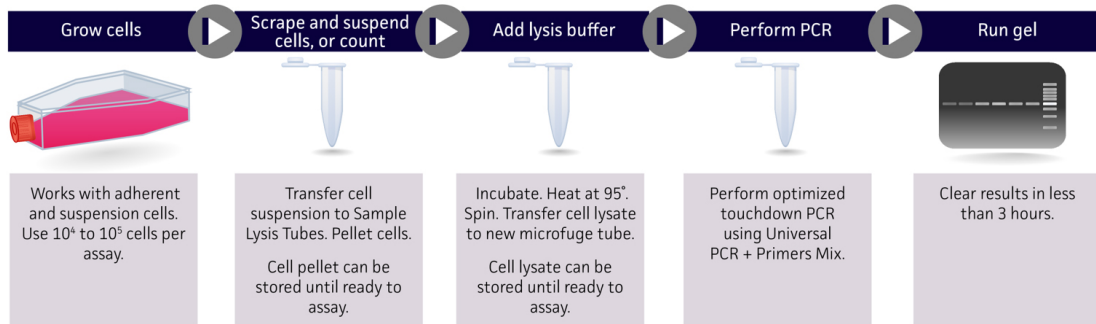 Grow cells
Scrape and suspend
cells, or count
Add lysis buffer
Perform PCR
Run gel
Works with adherent
and suspension cells.
Use 10⁴ to 10⁵ cells per
assay.
Transfer cell
suspension to Sample
Lysis Tubes. Pellet cells.
Cell pellet can be
stored until ready to
assay.
Incubate. Heat at 95˚.
Spin. Transfer cell lysate
to new microfuge tube.
Cell lysate can be
stored until ready to
assay.
Perform optimized
touchdown PCR
using Universal
PCR + Primers Mix.
Clear results in less
than 3 hours.